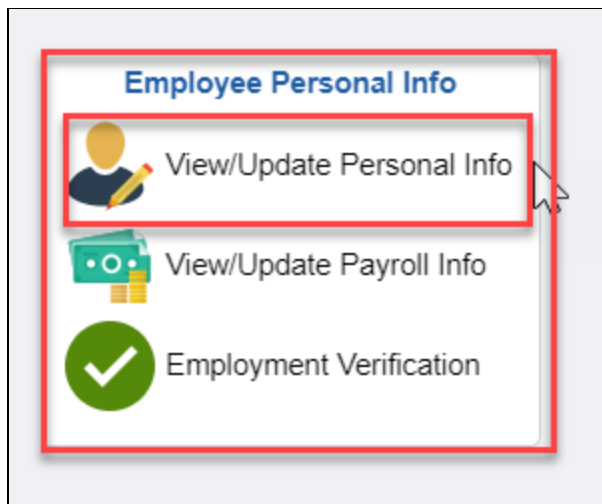 Employee Personal Info
View/Update Personal Info
View/Update Payroll Info
Employment Verification